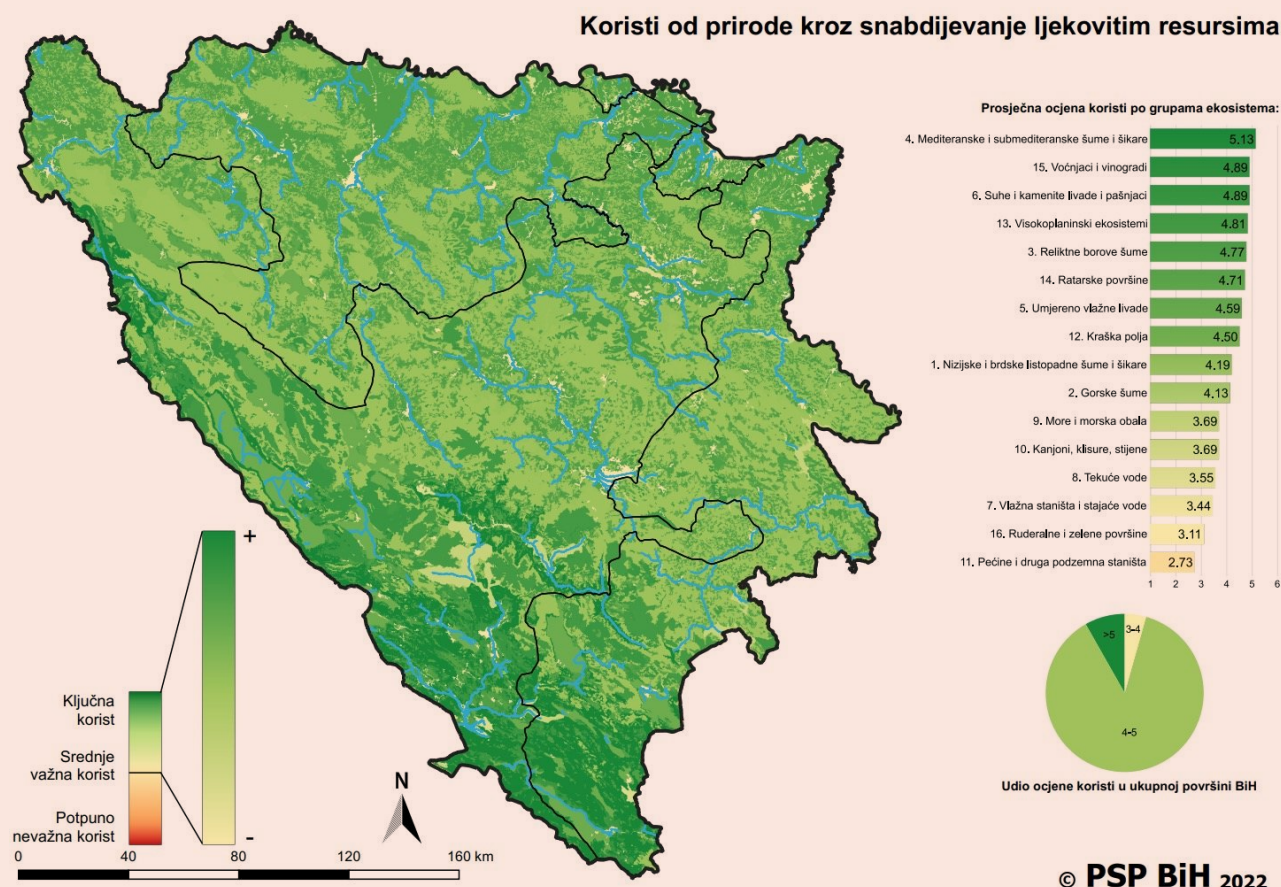 Koristi od prirode kroz snabdijevanje ljekovitim resursima
Prosječna ocjena koristi po grupama ekosistema:
4. Mediteranske i submediteranske šume i šikare 5.13
15. Voćnjaci i vinogradi 4.89
6. Suhe i kamenite livade i pašnjaci 4.89
13. Visokoplaninski ekosistemi 4.81
3. Reliktne borove šume 4.77
14. Ratarske površine 4.71
5. Umjereno vlažne livade 4.59
12. Kraška polja 4.50
1. Nizijske i brdske listopadne šume i šikare 4.19
2. Gorske šume 4.13
9. More i morska obala 3.69
10. Kanjoni, klisure, stijene 3.69
8. Tekuće vode 3.55
7. Vlažna staništa i stajaće vode 3.44
16. Ruderalne i zelene površine 3.11
11. Pećine i druga podzemna staništa 2.73
1 2 3 4 5 6
>5 3-4
4-5
Udio ocjene koristi u ukupnoj površini BiH
+
-
Ključna
korist
Srednje
važna korist
Potpuno
nevažna korist
N
0 40 80 120 160 km
© PSP BiH 2022